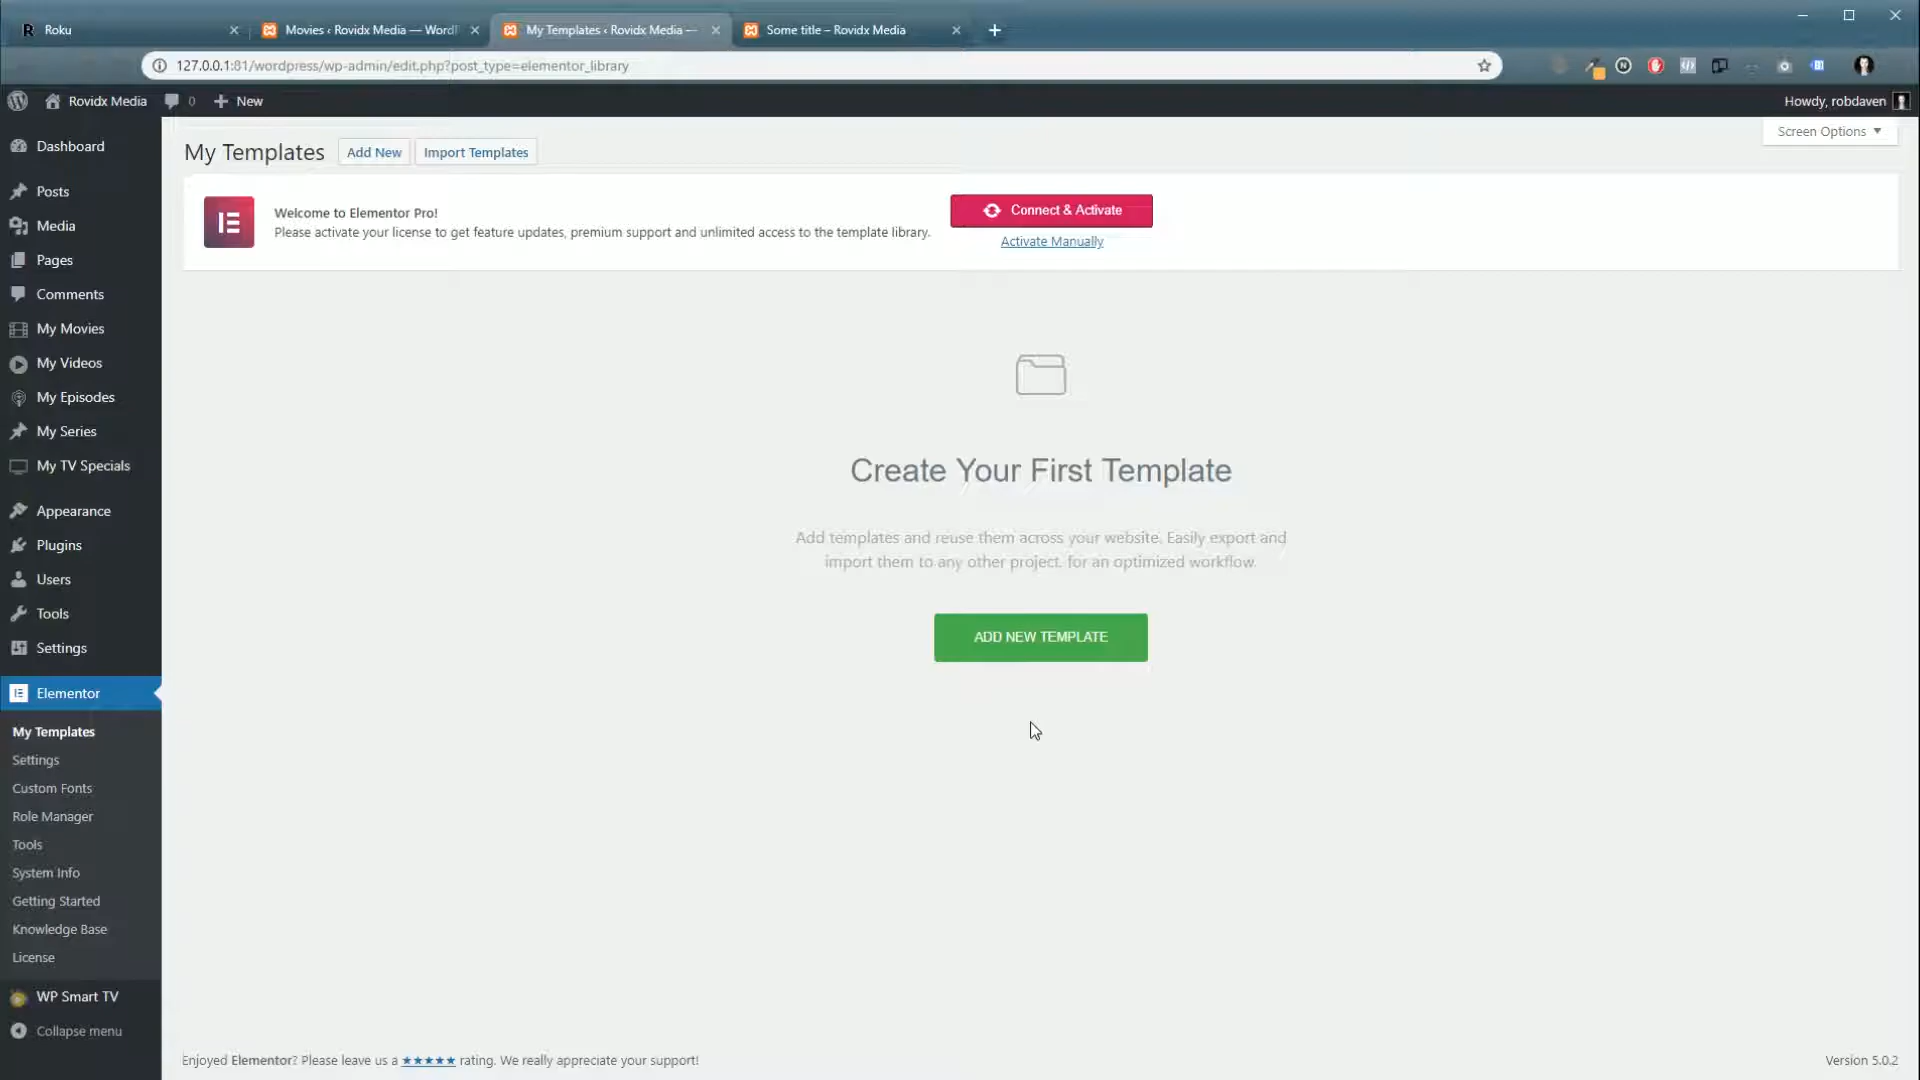 Roku
Movies ‹ Rovidx Media — Word
My Templates ‹ Rovidx Media —
Some title – Rovidx Media
127.0.0.1:81/wordpress/wp-admin/edit.php?post_type=elementor_library
Rovidx Media
0
New
Howdy, robdaven
Screen Options
Dashboard
Posts
Media
Pages
Comments
My Movies
My Videos
My Episodes
My Series
My TV Specials
Appearance
Plugins
Users
Tools
Settings
Elementor
My Templates
Settings
Custom Fonts
Role Manager
Tools
System Info
Getting Started
Knowledge Base
License
WP Smart TV
Collapse menu
My Templates
Add New
Import Templates
Welcome to Elementor Pro!
Please activate your license to get feature updates, premium support and unlimited access to the template library.
Connect & Activate
Activate Manually
Create Your First Template
Add templates and reuse them across your website. Easily export and
import them to any other project, for an optimized workflow.
ADD NEW TEMPLATE
Enjoyed Elementor? Please leave us a ★★★★★ rating. We really appreciate your support!
Version 5.0.2